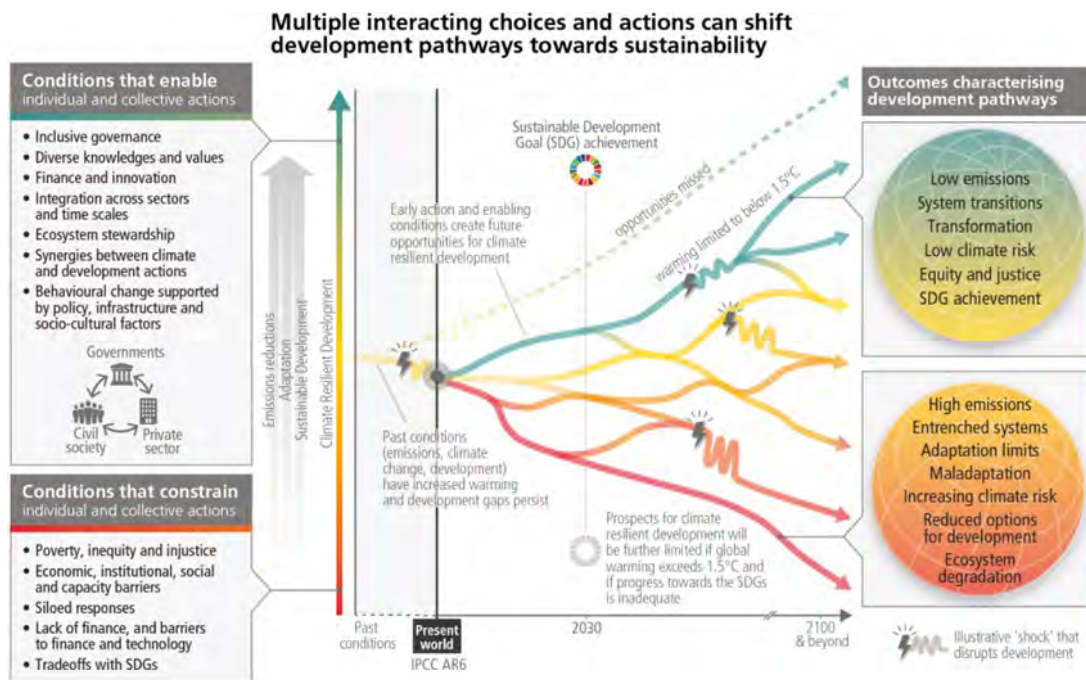 Multiple interacting choices and actions can shift
development pathways towards sustainability
Conditions that enable
individual and collective actions
• Inclusive governance
• Diverse knowledges and values
• Finance and innovation
• Integration across sectors
and time scales
• Ecosystem stewardship
• Synergies between climate
and development actions
• Behavioural change supported
by policy, infrastructure and
socio-cultural factors
Governments
Civil
society
Private
sector
Conditions that constrain
individual and collective actions
• Poverty, inequity and injustice
• Economic, institutional, social
and capacity barriers
• Siloed responses
• Lack of finance, and barriers
to finance and technology
• Tradeoffs with SDGs
Emissions reductions
Adaptation
Sustainable Development
Climate Resilient Development
Early action and enabling
conditions create future
opportunities for climate
resilient development
Past conditions
(emissions, climate
change, development)
have increased warming
and development gaps persist
Sustainable Development
Goal (SDG) achievement
opportunities missed
warming limited to below 1.5°C
Prospects for climate
resilient development will
be further limited if global
warming exceeds 1.5°C and
if progress towards the SDGs
is inadequate
Past
conditions
Present
world
IPCC AR6
2030
2100
& beyond
Outcomes characterising
development pathways
Low emissions
System transitions
Transformation
Low climate risk
Equity and justice
SDG achievement
High emissions
Entrenched systems
Adaptation limits
Maladaptation
Increasing climate risk
Reduced options
for development
Ecosystem
degradation
Illustrative 'shock' that
disrupts development